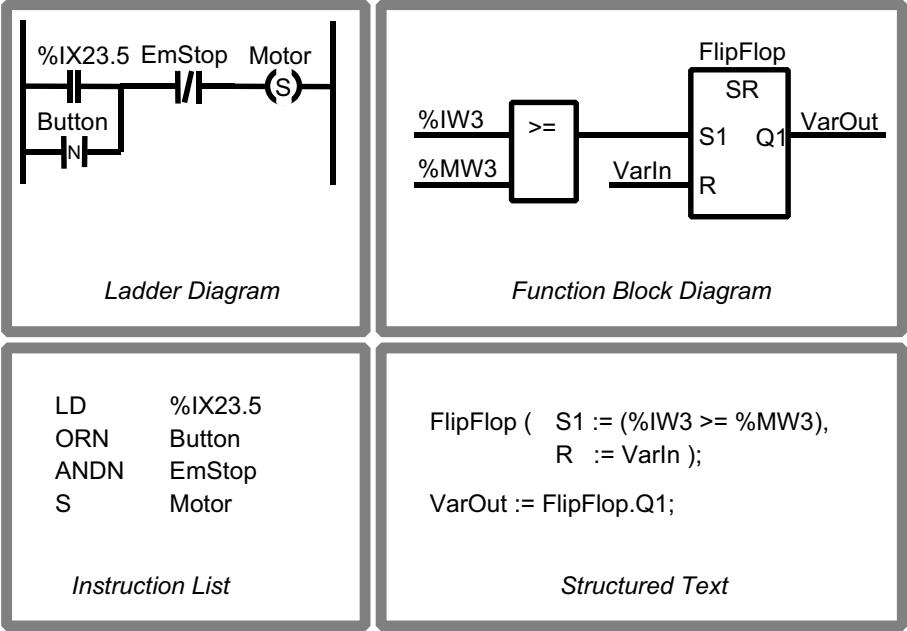 %IX23.5 EmStop Motor
S
Button
N
Ladder Diagram
FlipFlop
SR
%IW3 >= S1 Q1 VarOut
%MW3 VarIn R
Function Block Diagram
LD %IX23.5
ORN Button
ANDN EmStop
S Motor
Instruction List
FlipFlop ( S1 := (%IW3 >= %MW3),
R := VarIn );
VarOut := FlipFlop.Q1;
Structured Text